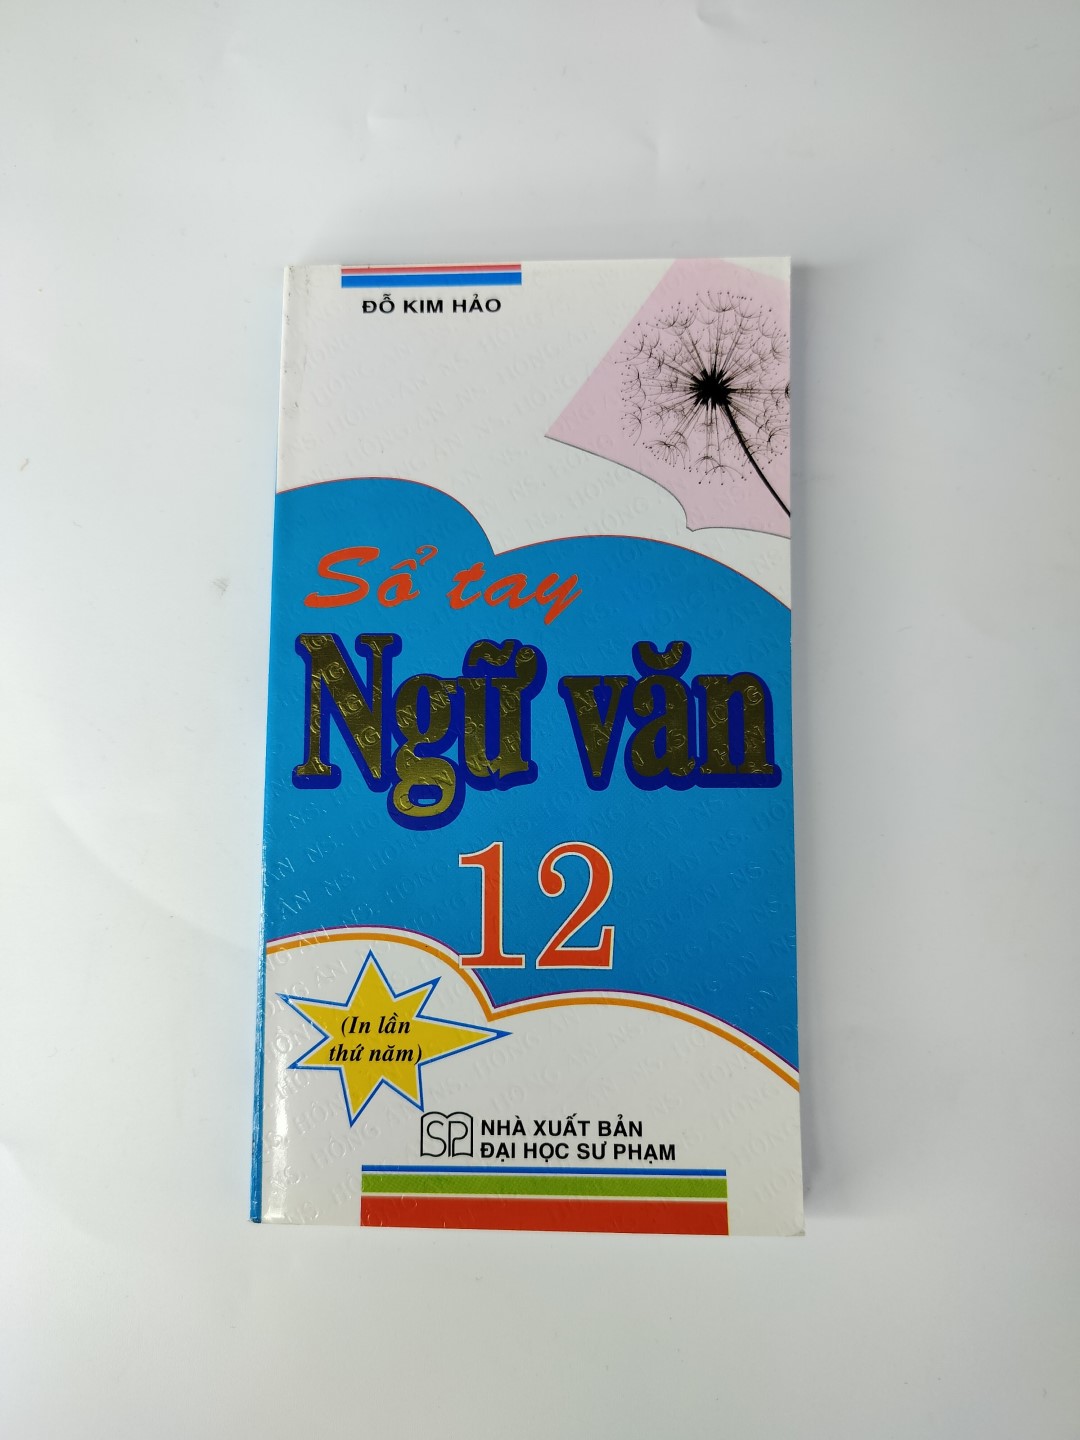 ĐỖ KIM HẢO
Sổ tay
Ngữ văn
12
(In lần
thứ năm)
SP
NHÀ XUẤT BẢN
ĐẠI HỌC SƯ PHẠM